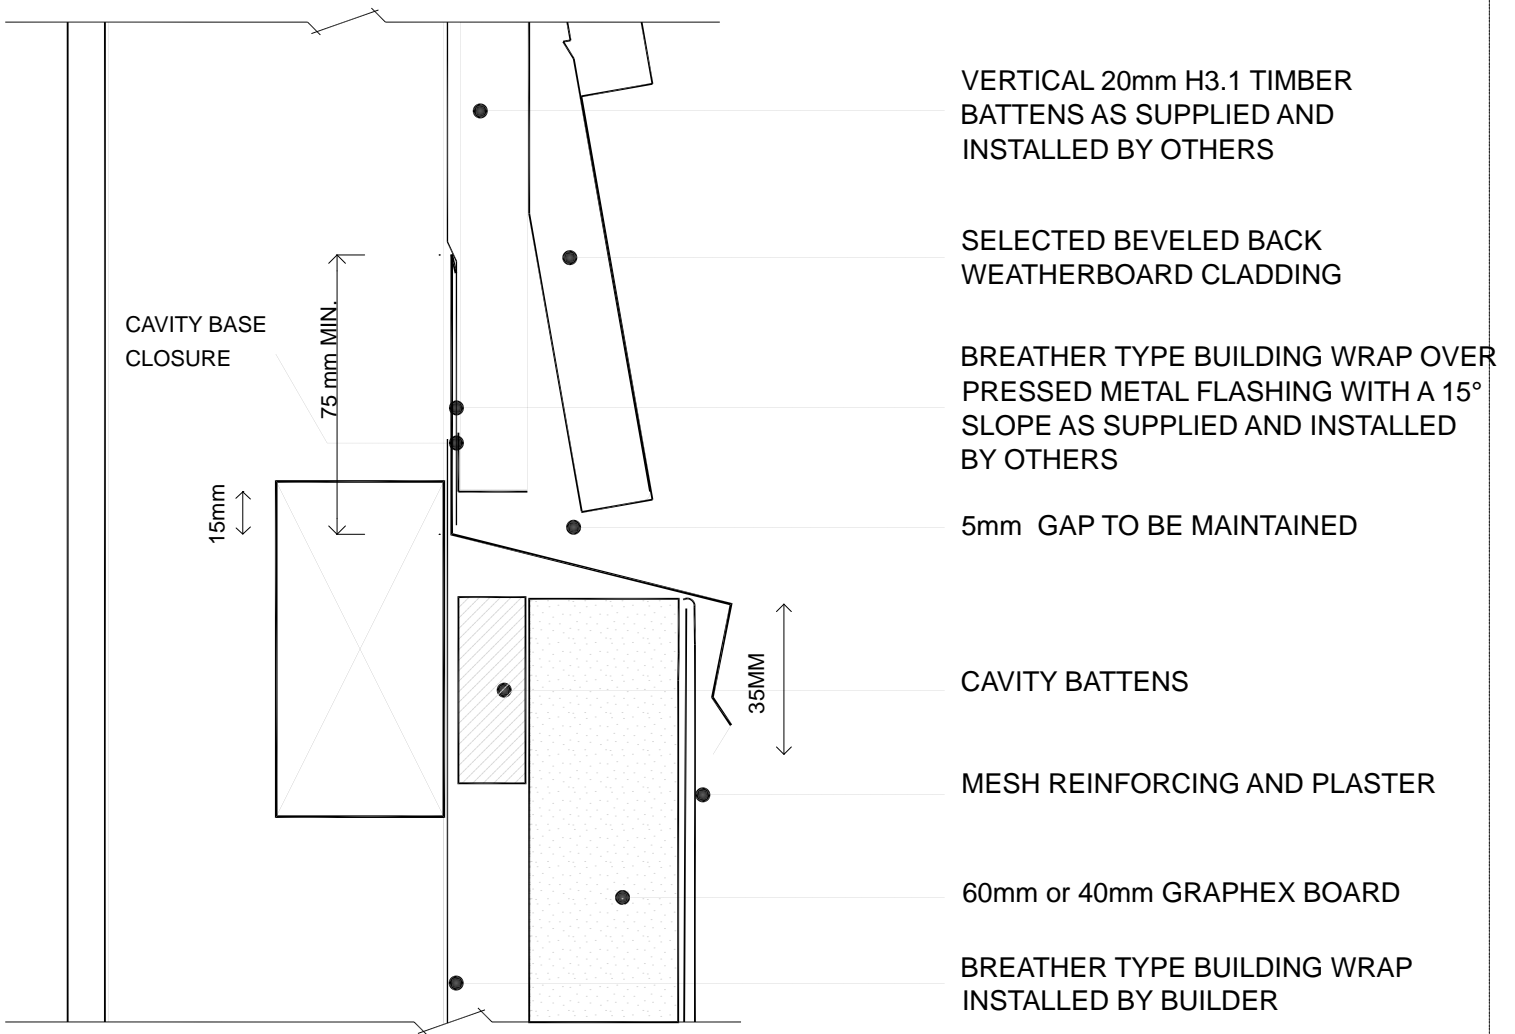 VERTICAL 20mm H3.1 TIMBER
BATTENS AS SUPPLIED AND
INSTALLED BY OTHERS
SELECTED BEVELED BACK
WEATHERBOARD CLADDING
CAVITY BASE
CLOSURE
75 mm MIN.
BREATHER TYPE BUILDING WRAP OVER
PRESSED METAL FLASHING WITH A 15°
SLOPE AS SUPPLIED AND INSTALLED
BY OTHERS
15mm
5mm GAP TO BE MAINTAINED
35MM
CAVITY BATTENS
MESH REINFORCING AND PLASTER
60mm or 40mm GRAPHEX BOARD
BREATHER TYPE BUILDING WRAP
INSTALLED BY BUILDER